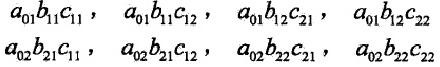 a₀₁b₁₁c₁₁ ,  a₀₁b₁₁c₁₂ ,  a₀₁b₁₂c₂₁ ,  a₀₁b₁₂c₂₂
a₀₂b₂₁c₁₁ ,  a₀₂b₂₁c₁₂ ,  a₀₂b₂₂c₂₁ ,  a₀₂b₂₂c₂₂